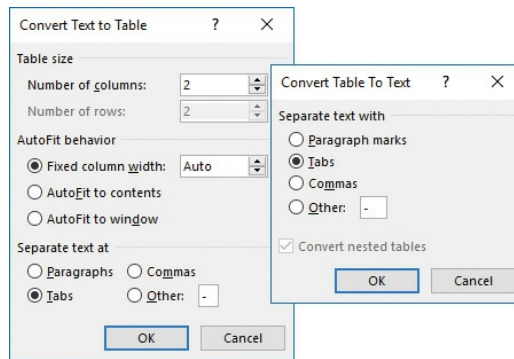 Convert Text to Table ?
Table size
Number of columns: 2
Number of rows: 2
AutoFit behavior
Fixed column width: Auto
AutoFit to contents
AutoFit to window
Separate text at
Paragraphs Commas
Tabs Other: -
OK Cancel
Convert Table To Text ?
Separate text with
Paragraph marks
Tabs
Commas
Other: -
Convert nested tables
OK Cancel